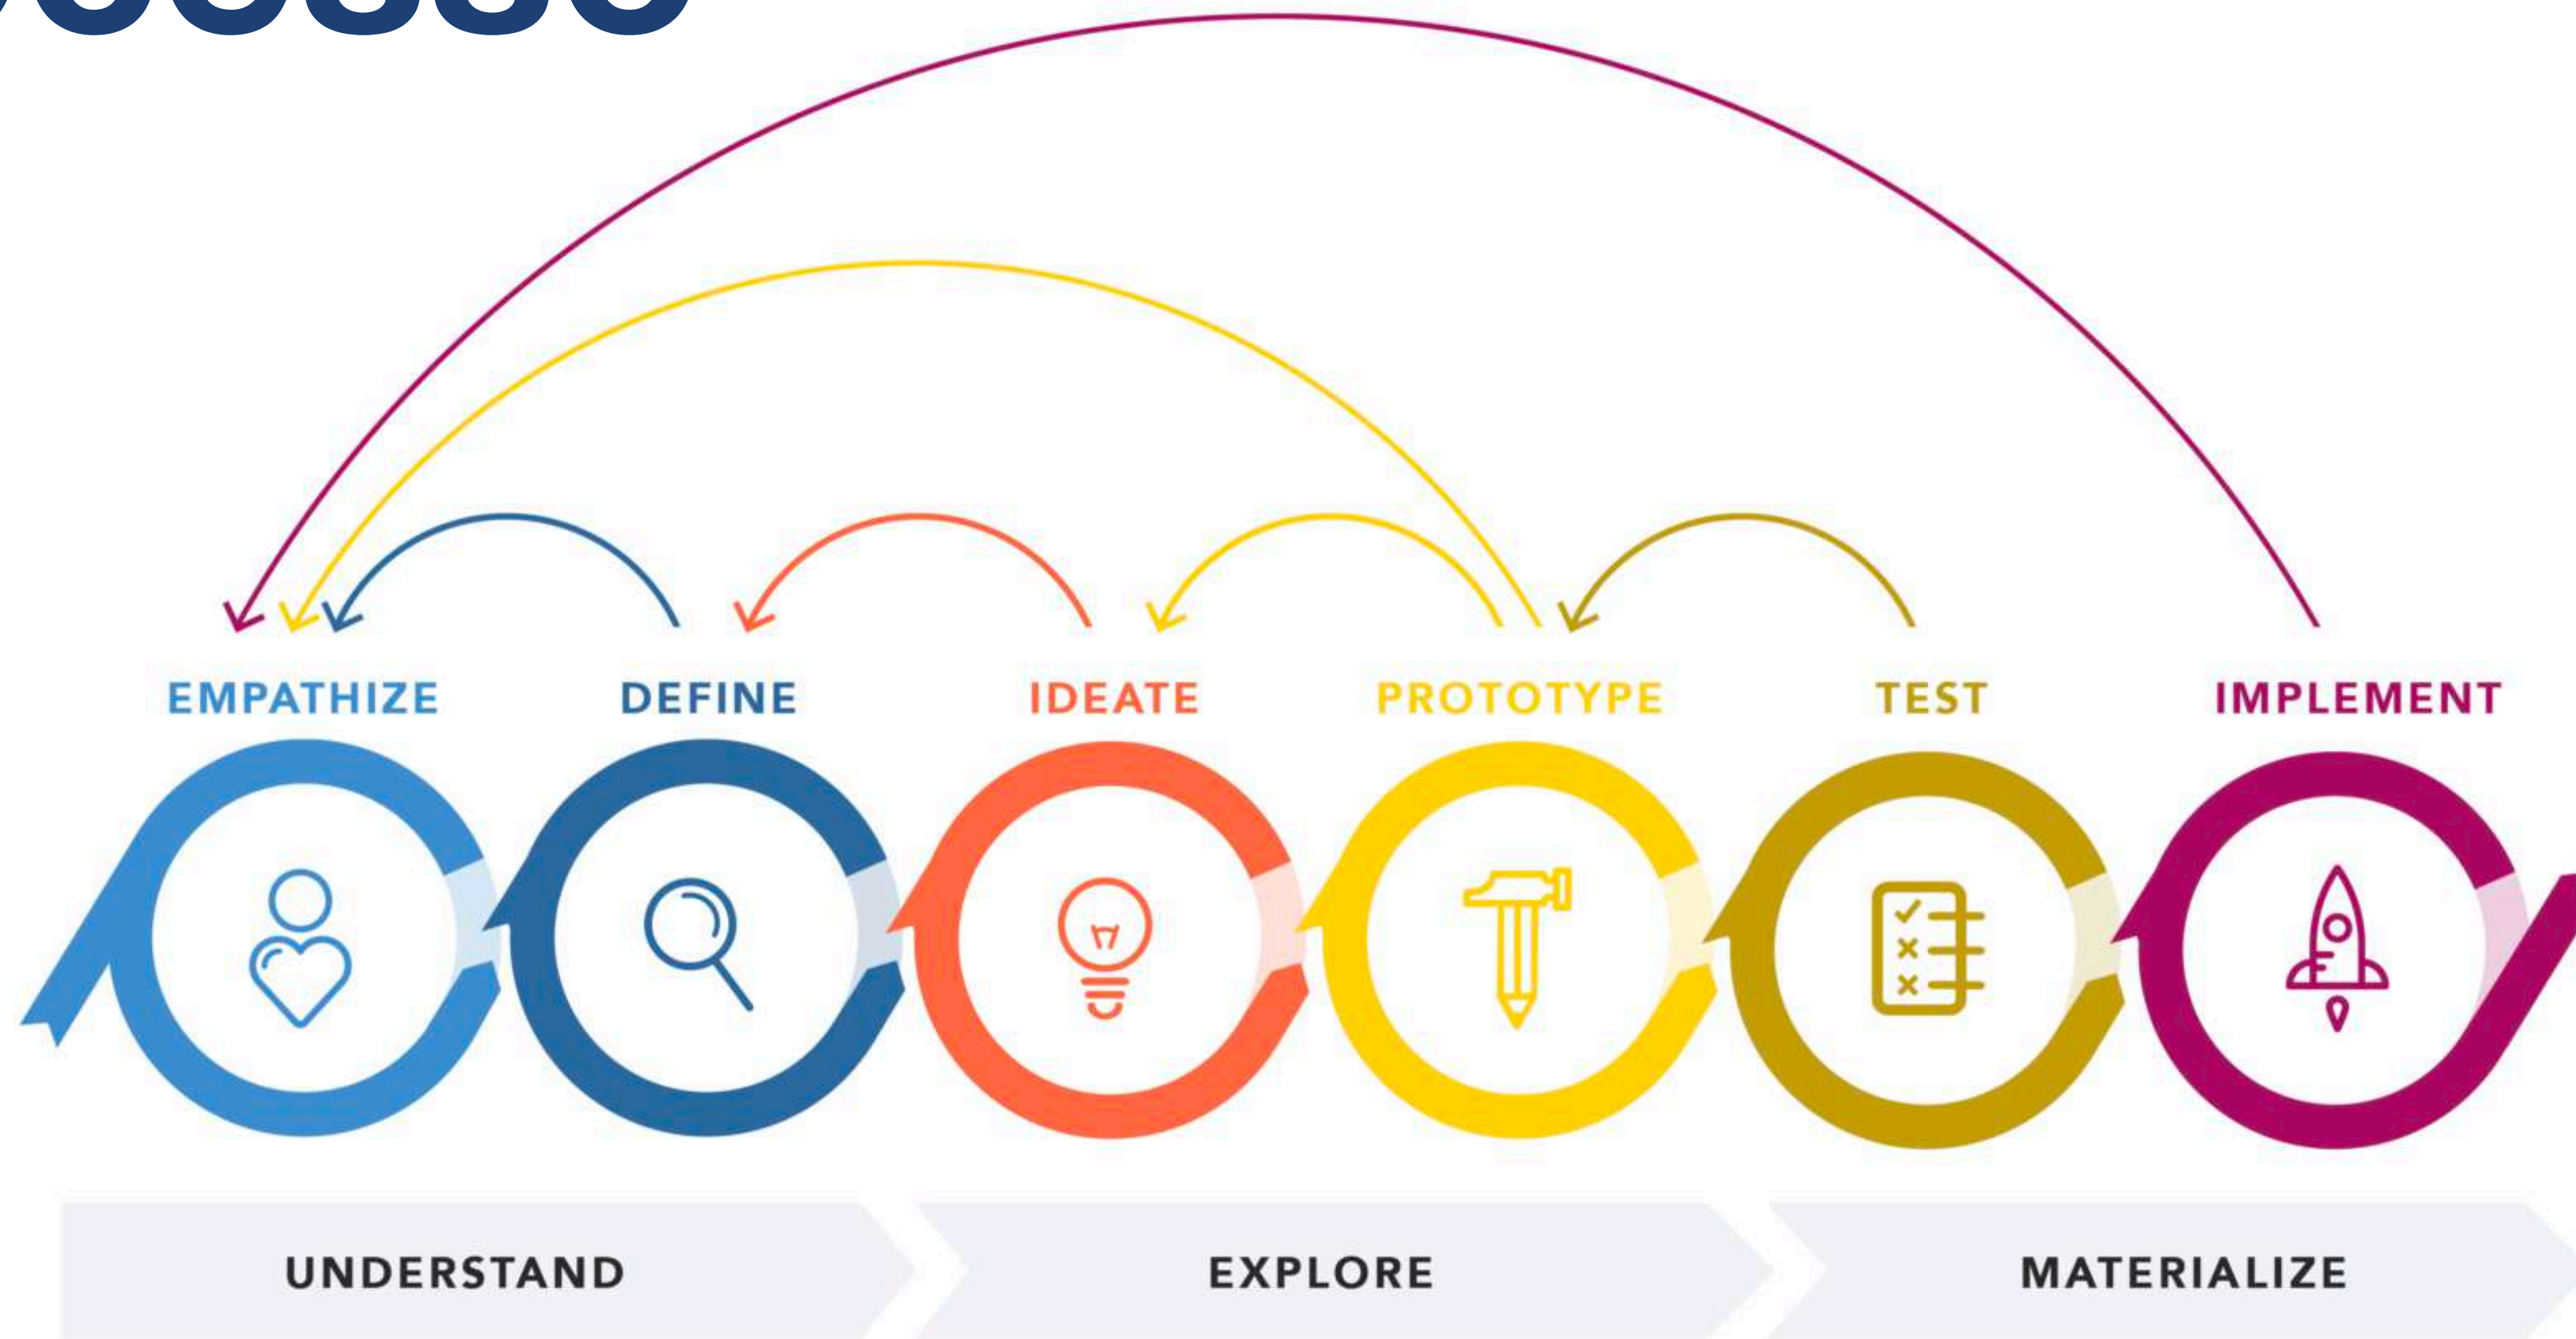 EMPATHIZE
DEFINE
IDEATE
PROTOTYPE
TEST
IMPLEMENT
UNDERSTAND
EXPLORE
MATERIALIZE